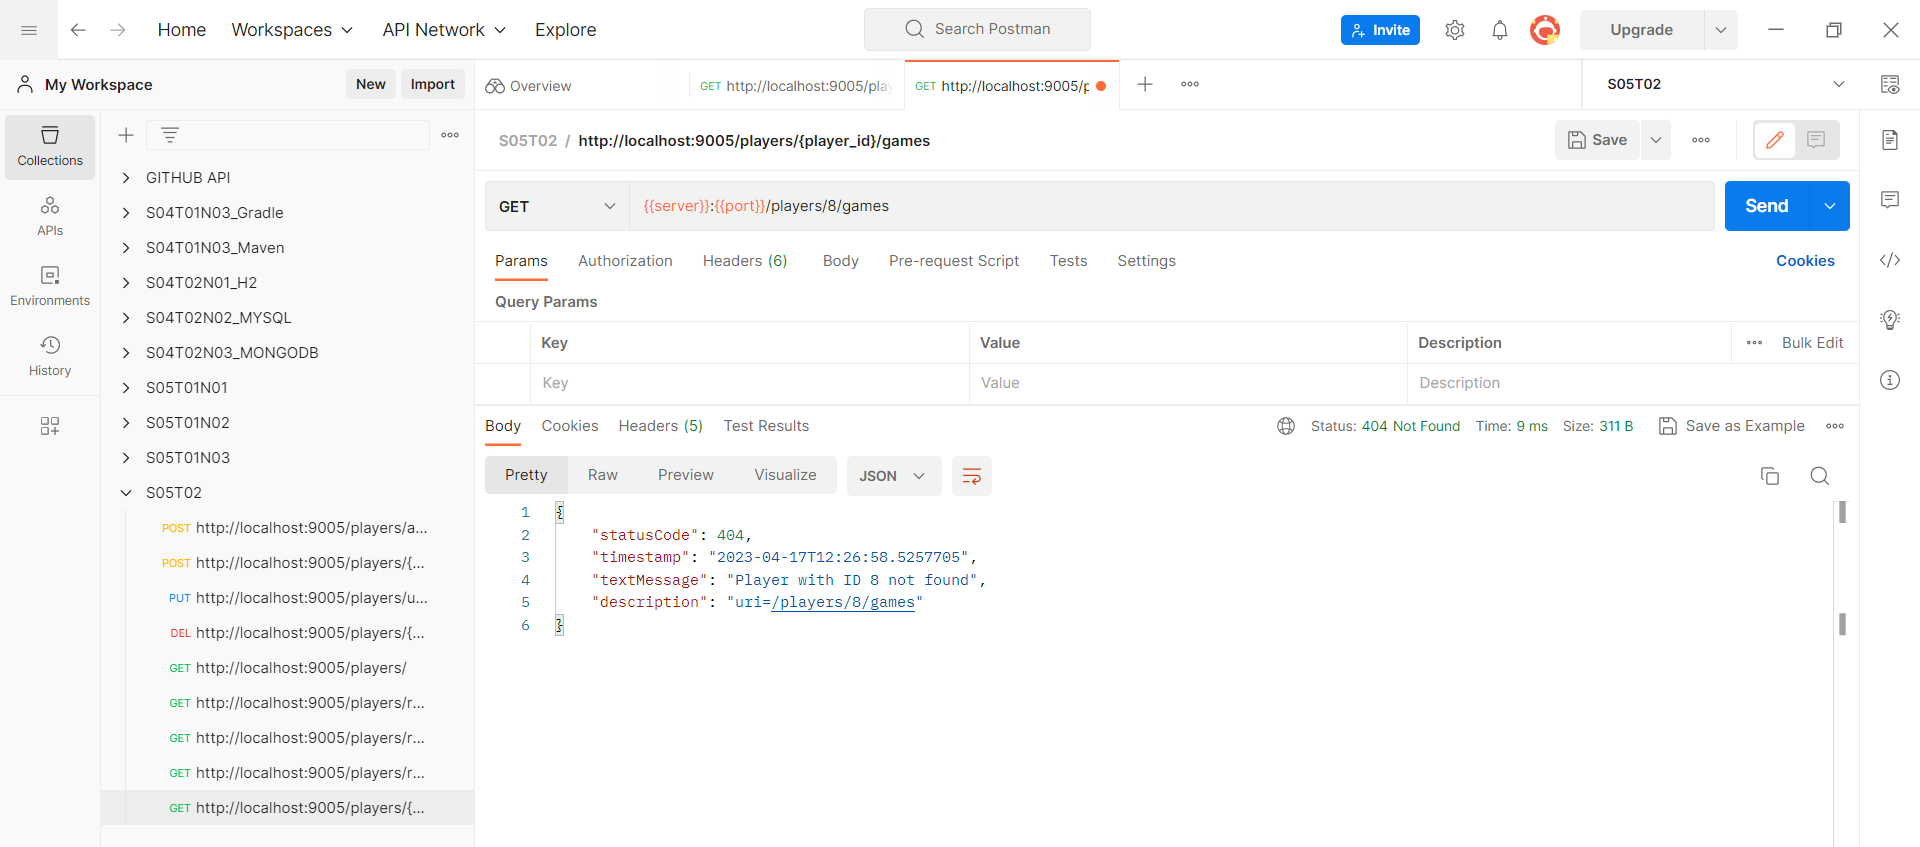 Home Workspaces API Network Explore Search Postman Invite Upgrade
My Workspace New Import Overview GET http://localhost:9005/pla GET http://localhost:9005/p S05T02
Collections
APIs
Environments
History
GITHUB API
S04T01N03_Gradle
S04T01N03_Maven
S04T02N01_H2
S04T02N02_MYSQL
S04T02N03_MONGODB
S05T01N01
S05T01N02
S05T01N03
S05T02
POST http://localhost:9005/players/a...
POST http://localhost:9005/players/{...
PUT http://localhost:9005/players/u...
DEL http://localhost:9005/players/{...
GET http://localhost:9005/players/
GET http://localhost:9005/players/r...
GET http://localhost:9005/players/r...
GET http://localhost:9005/players/r...
GET http://localhost:9005/players/{...
S05T02 / http://localhost:9005/players/{player_id}/games Save
GET {{server}}:{{port}}/players/8/games Send
Params Authorization Headers (6) Body Pre-request Script Tests Settings Cookies
Query Params
Key Value Description Bulk Edit
Key Value Description
Body Cookies Headers (5) Test Results Status: 404 Not Found Time: 9 ms Size: 311 B Save as Example
Pretty Raw Preview Visualize JSON
1 {
2 "statusCode": 404,
3 "timestamp": "2023-04-17T12:26:58.5257705",
4 "textMessage": "Player with ID 8 not found",
5 "description": "uri=/players/8/games"
6 }